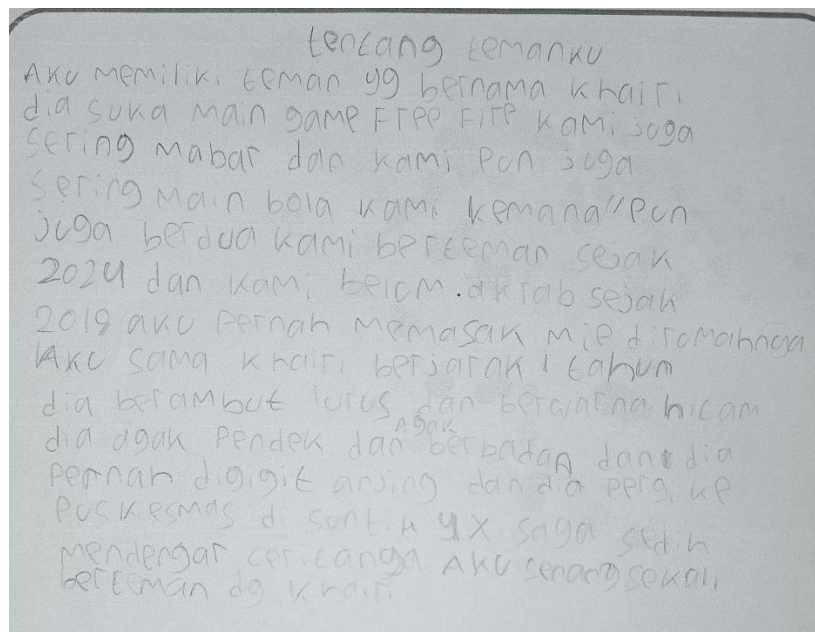 tentang temanku
Aku memiliki teman yg bernama Khairi
dia suka main game Free Fire kami juga
sering mabar dan kami pun juga
sering main bola kami kemana"pun
juga berdua kami berteman sejak
2024 dan kami belum.akrab sejak
2019 aku pernah memasak mie dirumahnya
Aku sama Khairi berjarak 1 tahun
dia berambut lurus dan berwarna hitam
dia agak pendek dan Agak berbadan dan dia
pernah digigit anjing dan dia pergi ke
Puskesmas di suntik 4x saya sedih
mendengar ceritanya Aku senang sekali
berteman dg Khairi